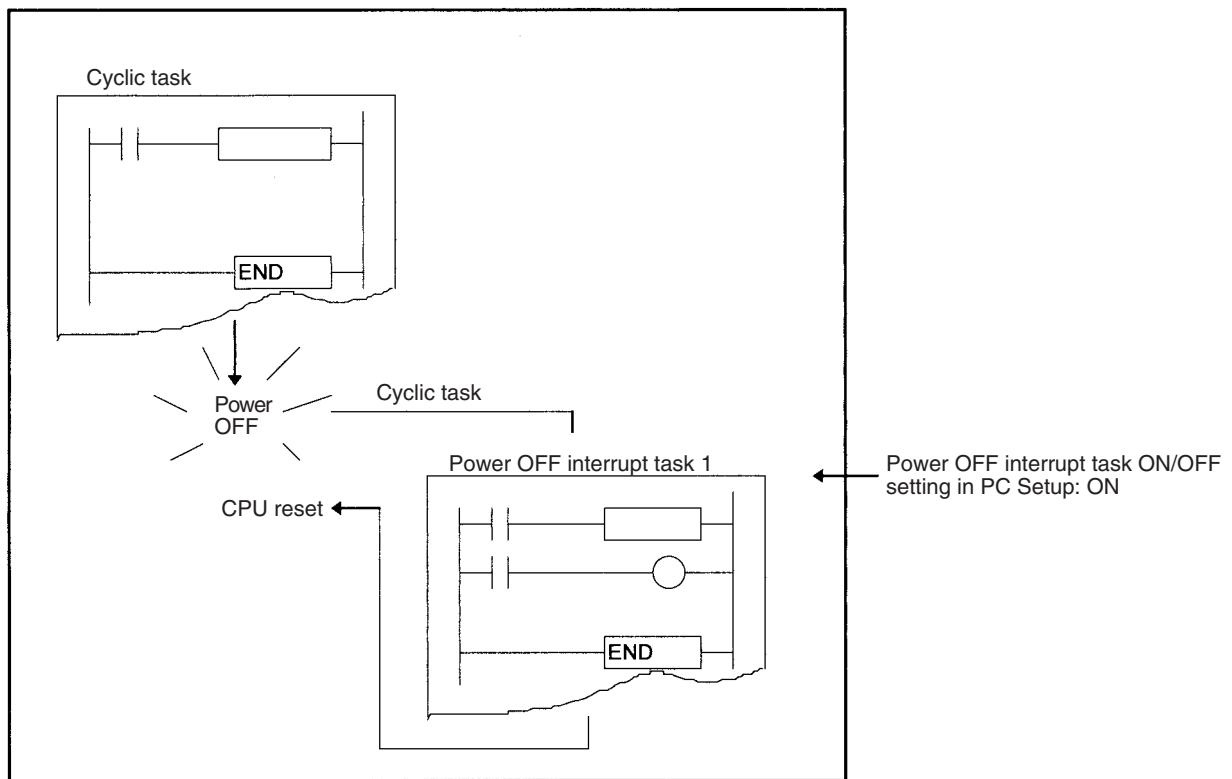 Cyclic task
END
Power
OFF
Cyclic task
Power OFF interrupt task 1
Power OFF interrupt task ON/OFF
setting in PC Setup: ON
CPU reset
END